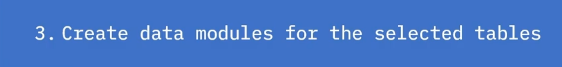 3. Create data modules for the selected tables